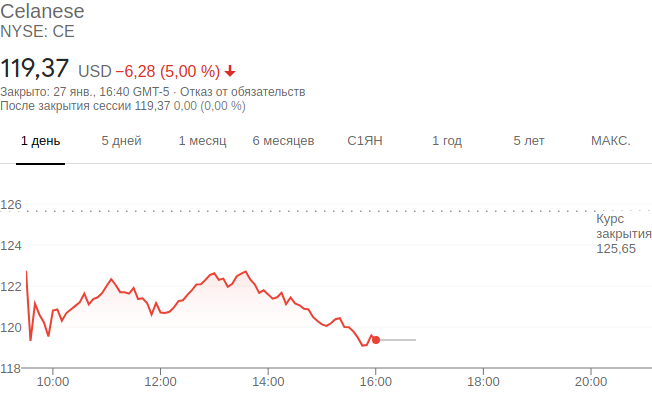 Celanese
NYSE: CE
119,37 USD −6,28 (5,00 %)
Закрыто: 27 янв., 16:40 GMT-5 · Отказ от обязательств
После закрытия сессии 119,37 0,00 (0,00 %)
1 день 5 дней 1 месяц 6 месяцев С1ЯН 1 год 5 лет МАКС.
126
Курс
закрытия
125,65
124
122
120
118
10:00 12:00 14:00 16:00 18:00 20:00